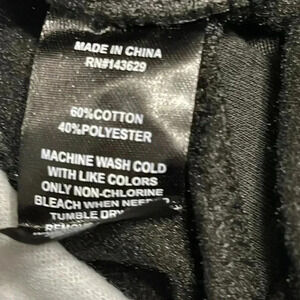 MADE IN CHINA
RN#143629
60%COTTON
40%POLYESTER
MACHINE WASH COLD
WITH LIKE COLORS
ONLY NON-CHLORINE
BLEACH WHEN NEEDED
TUMBLE DRY